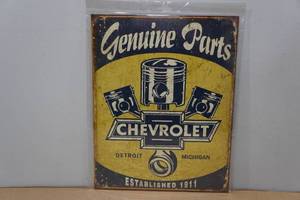 Genuine Parts
CHEVROLET
DETROIT MICHIGAN
ESTABLISHED 1911